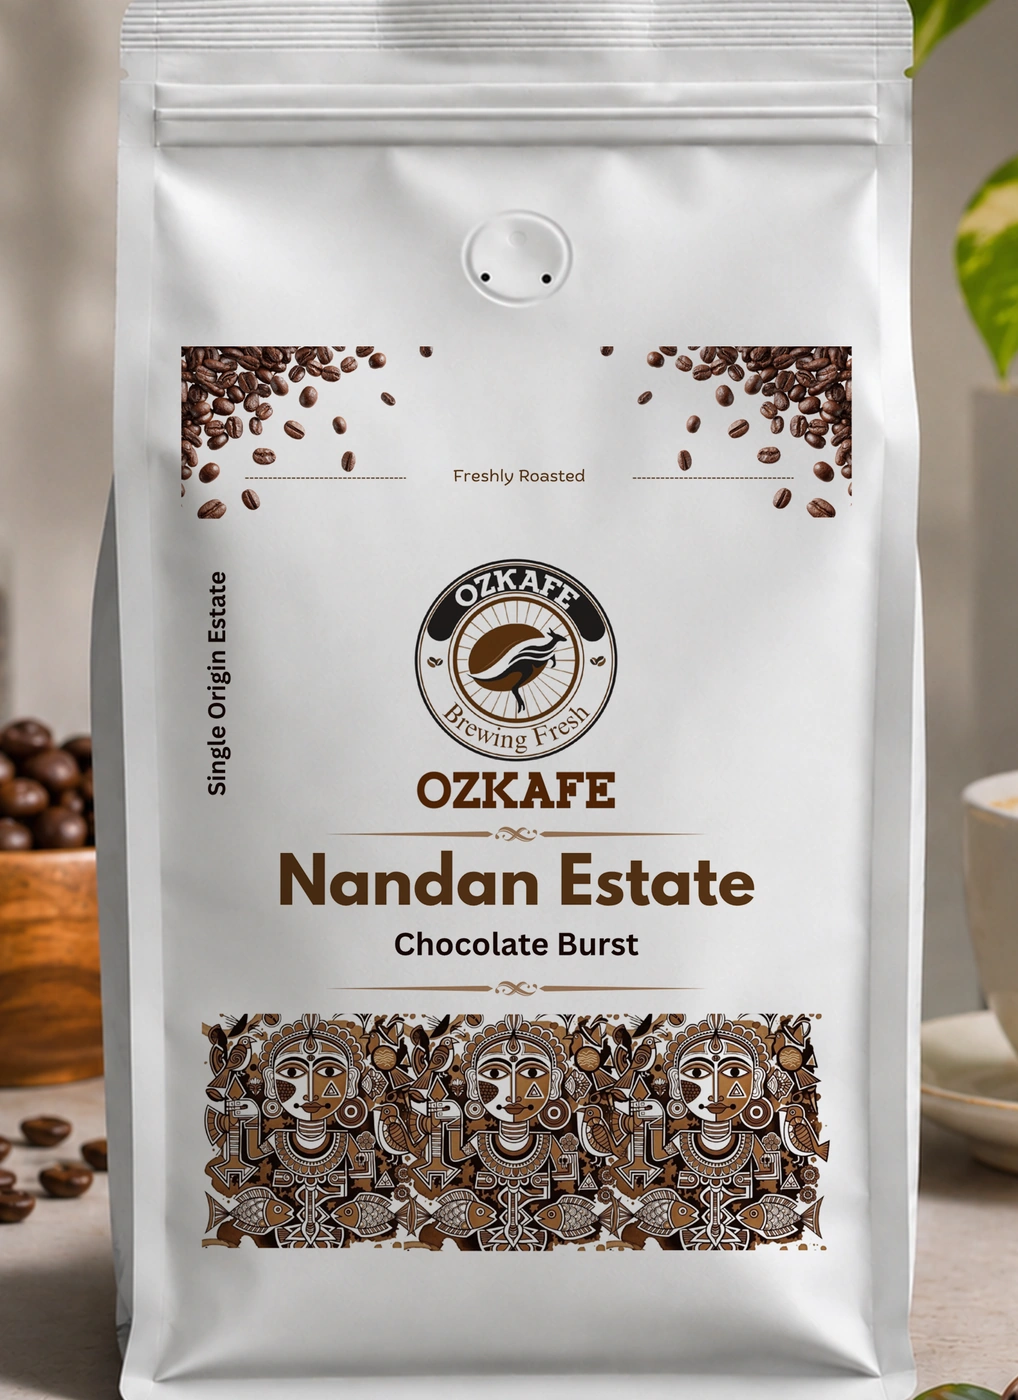 Freshly Roasted
Single Origin Estate
OZKAFE
Brewing Fresh
OZKAFE
Nandan Estate
Chocolate Burst